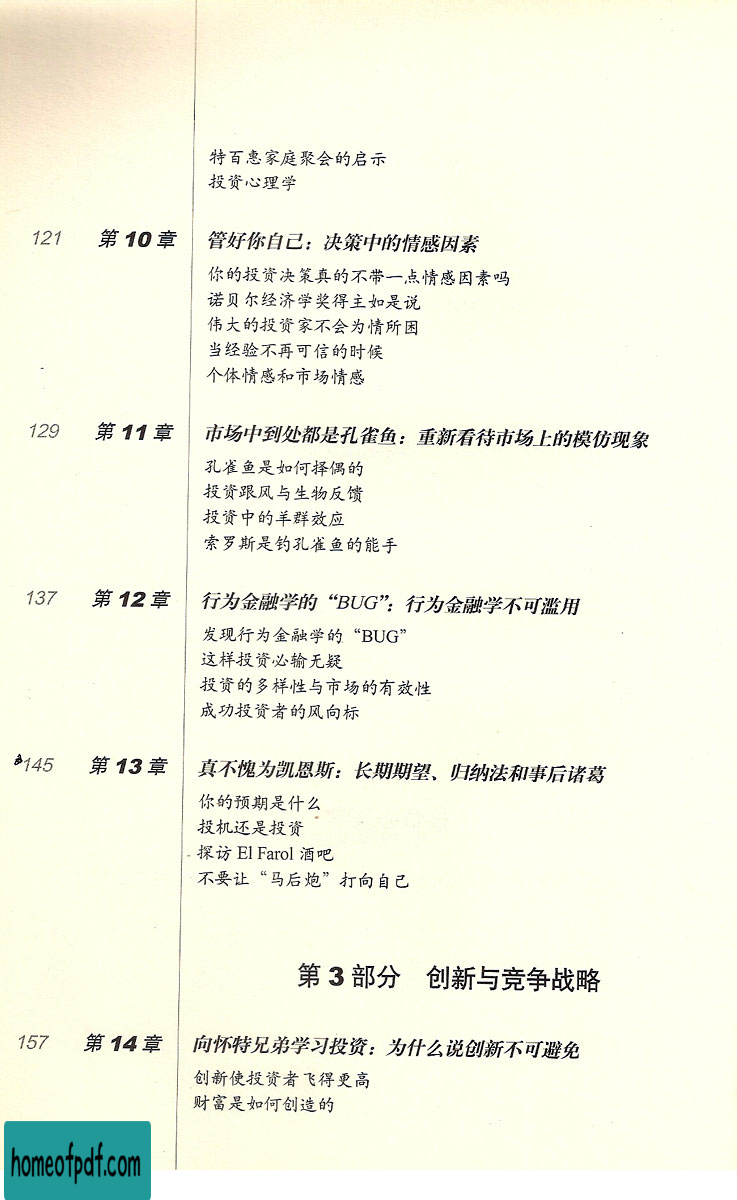 特百惠家庭聚会的启示
投资心理学
121 第10章 管好你自己：决策中的情感因素
你的投资决策真的不带一点情感因素吗
诺贝尔经济学奖得主如是说
伟大的投资家不会为情所困
当经验不再可信的时候
个体情感和市场情感
129 第11章 市场中到处都是孔雀鱼：重新看待市场上的模仿现象
孔雀鱼是如何择偶的
投资跟风与生物反馈
投资中的羊群效应
索罗斯是钓孔雀鱼的能手
137 第12章 行为金融学的“BUG”：行为金融学不可滥用
发现行为金融学的“BUG”
这样投资必输无疑
投资的多样性与市场的有效性
成功投资者的风向标
145 第13章 真不愧为凯恩斯：长期期望、归纳法和事后诸葛
你的预期是什么
投机还是投资
探访 El Farol 酒吧
不要让“马后炮”打向自己
第3部分 创新与竞争战略
157 第14章 向怀特兄弟学习投资：为什么说创新不可避免
创新使投资者飞得更高
财富是如何创造的
homeofpdf.com